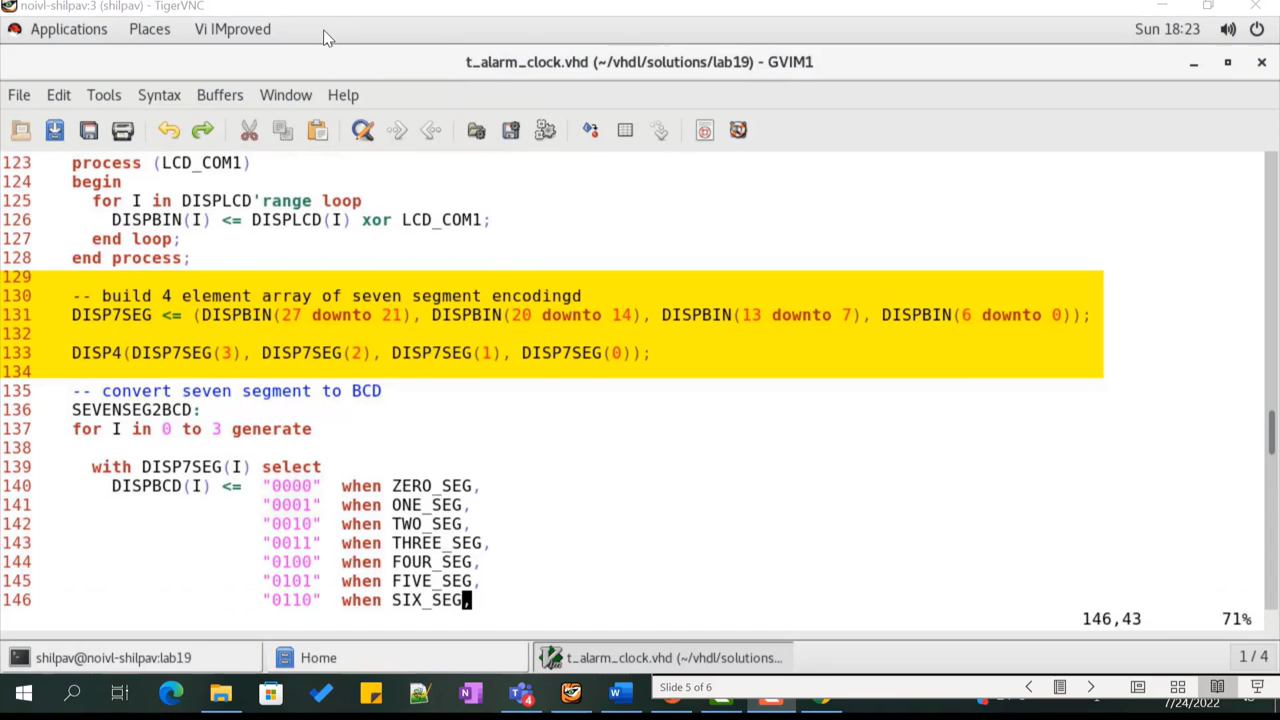 noivl-shilpav:3 (shilpav) - TigerVNC
Applications Places Vi IMproved Sun 18:23
t_alarm_clock.vhd (~/vhdl/solutions/lab19) - GVIM1
File Edit Tools Syntax Buffers Window Help
123 process (LCD_COM1)
124 begin
125 for I in DISPLCD'range loop
126 DISPBIN(I) <= DISPLCD(I) xor LCD_COM1;
127 end loop;
128 end process;
129
130 -- build 4 element array of seven segment encodingd
131 DISP7SEG <= (DISPBIN(27 downto 21), DISPBIN(20 downto 14), DISPBIN(13 downto 7), DISPBIN(6 downto 0));
132
133 DISP4(DISP7SEG(3), DISP7SEG(2), DISP7SEG(1), DISP7SEG(0));
134
135 -- convert seven segment to BCD
136 SEVENSEG2BCD:
137 for I in 0 to 3 generate
138
139 with DISP7SEG(I) select
140 DISPBCD(I) <= "0000" when ZERO_SEG,
141 "0001" when ONE_SEG,
142 "0010" when TWO_SEG,
143 "0011" when THREE_SEG,
144 "0100" when FOUR_SEG,
145 "0101" when FIVE_SEG,
146 "0110" when SIX_SEG,
146,43 71%
shilpav@noivl-shilpav:lab19 Home t_alarm_clock.vhd (~/vhdl/solutions... 1 / 4
Slide 5 of 6
7/24/2022